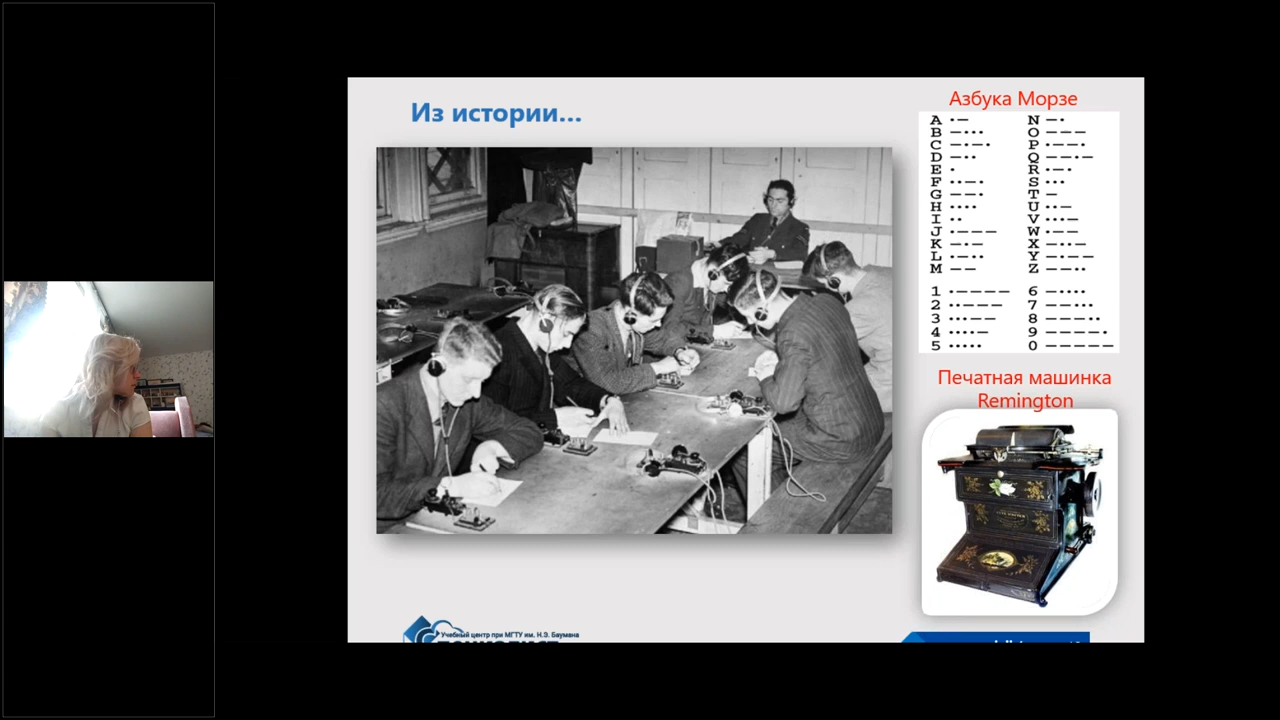 Из истории...
Азбука Морзе
A •— N —•
B —••• O ———
C —•—• P •——•
D —•• Q ——•—
E • R •—•
F ••—• S •••
G ——• T —
H •••• U ••—
I •• V •••—
J •——— W •——
K —•— X —••—
L •—•• Y —•——
M —— Z ——••
1 •———— 6 —••••
2 ••——— 7 ——•••
3 •••—— 8 ———••
4 ••••— 9 ————•
5 ••••• 0 —————
Печатная машинка
Remington
Учебный центр при МГТУ им. Н.Э. Баумана